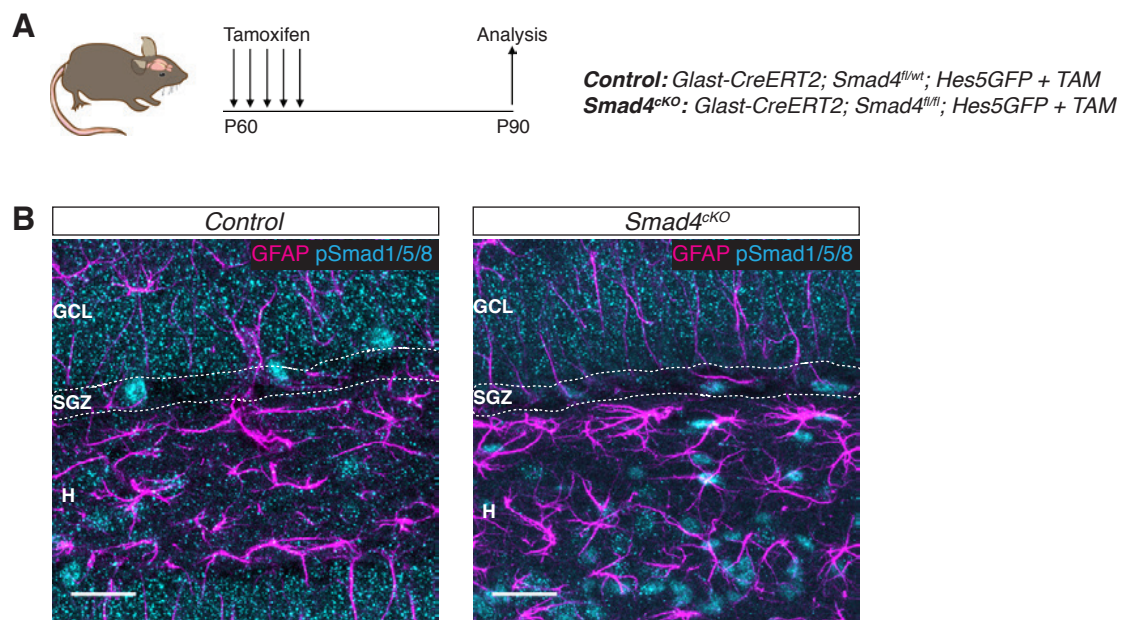 A
Tamoxifen
Analysis
P60
P90
Control: Glast-CreERT2; Smad4fl/wt; Hes5GFP + TAM
Smad4cKO: Glast-CreERT2; Smad4fl/fl; Hes5GFP + TAM
B
Control
Smad4cKO
GFAP pSmad1/5/8
GFAP pSmad1/5/8
GCL
GCL
SGZ
SGZ
H
H